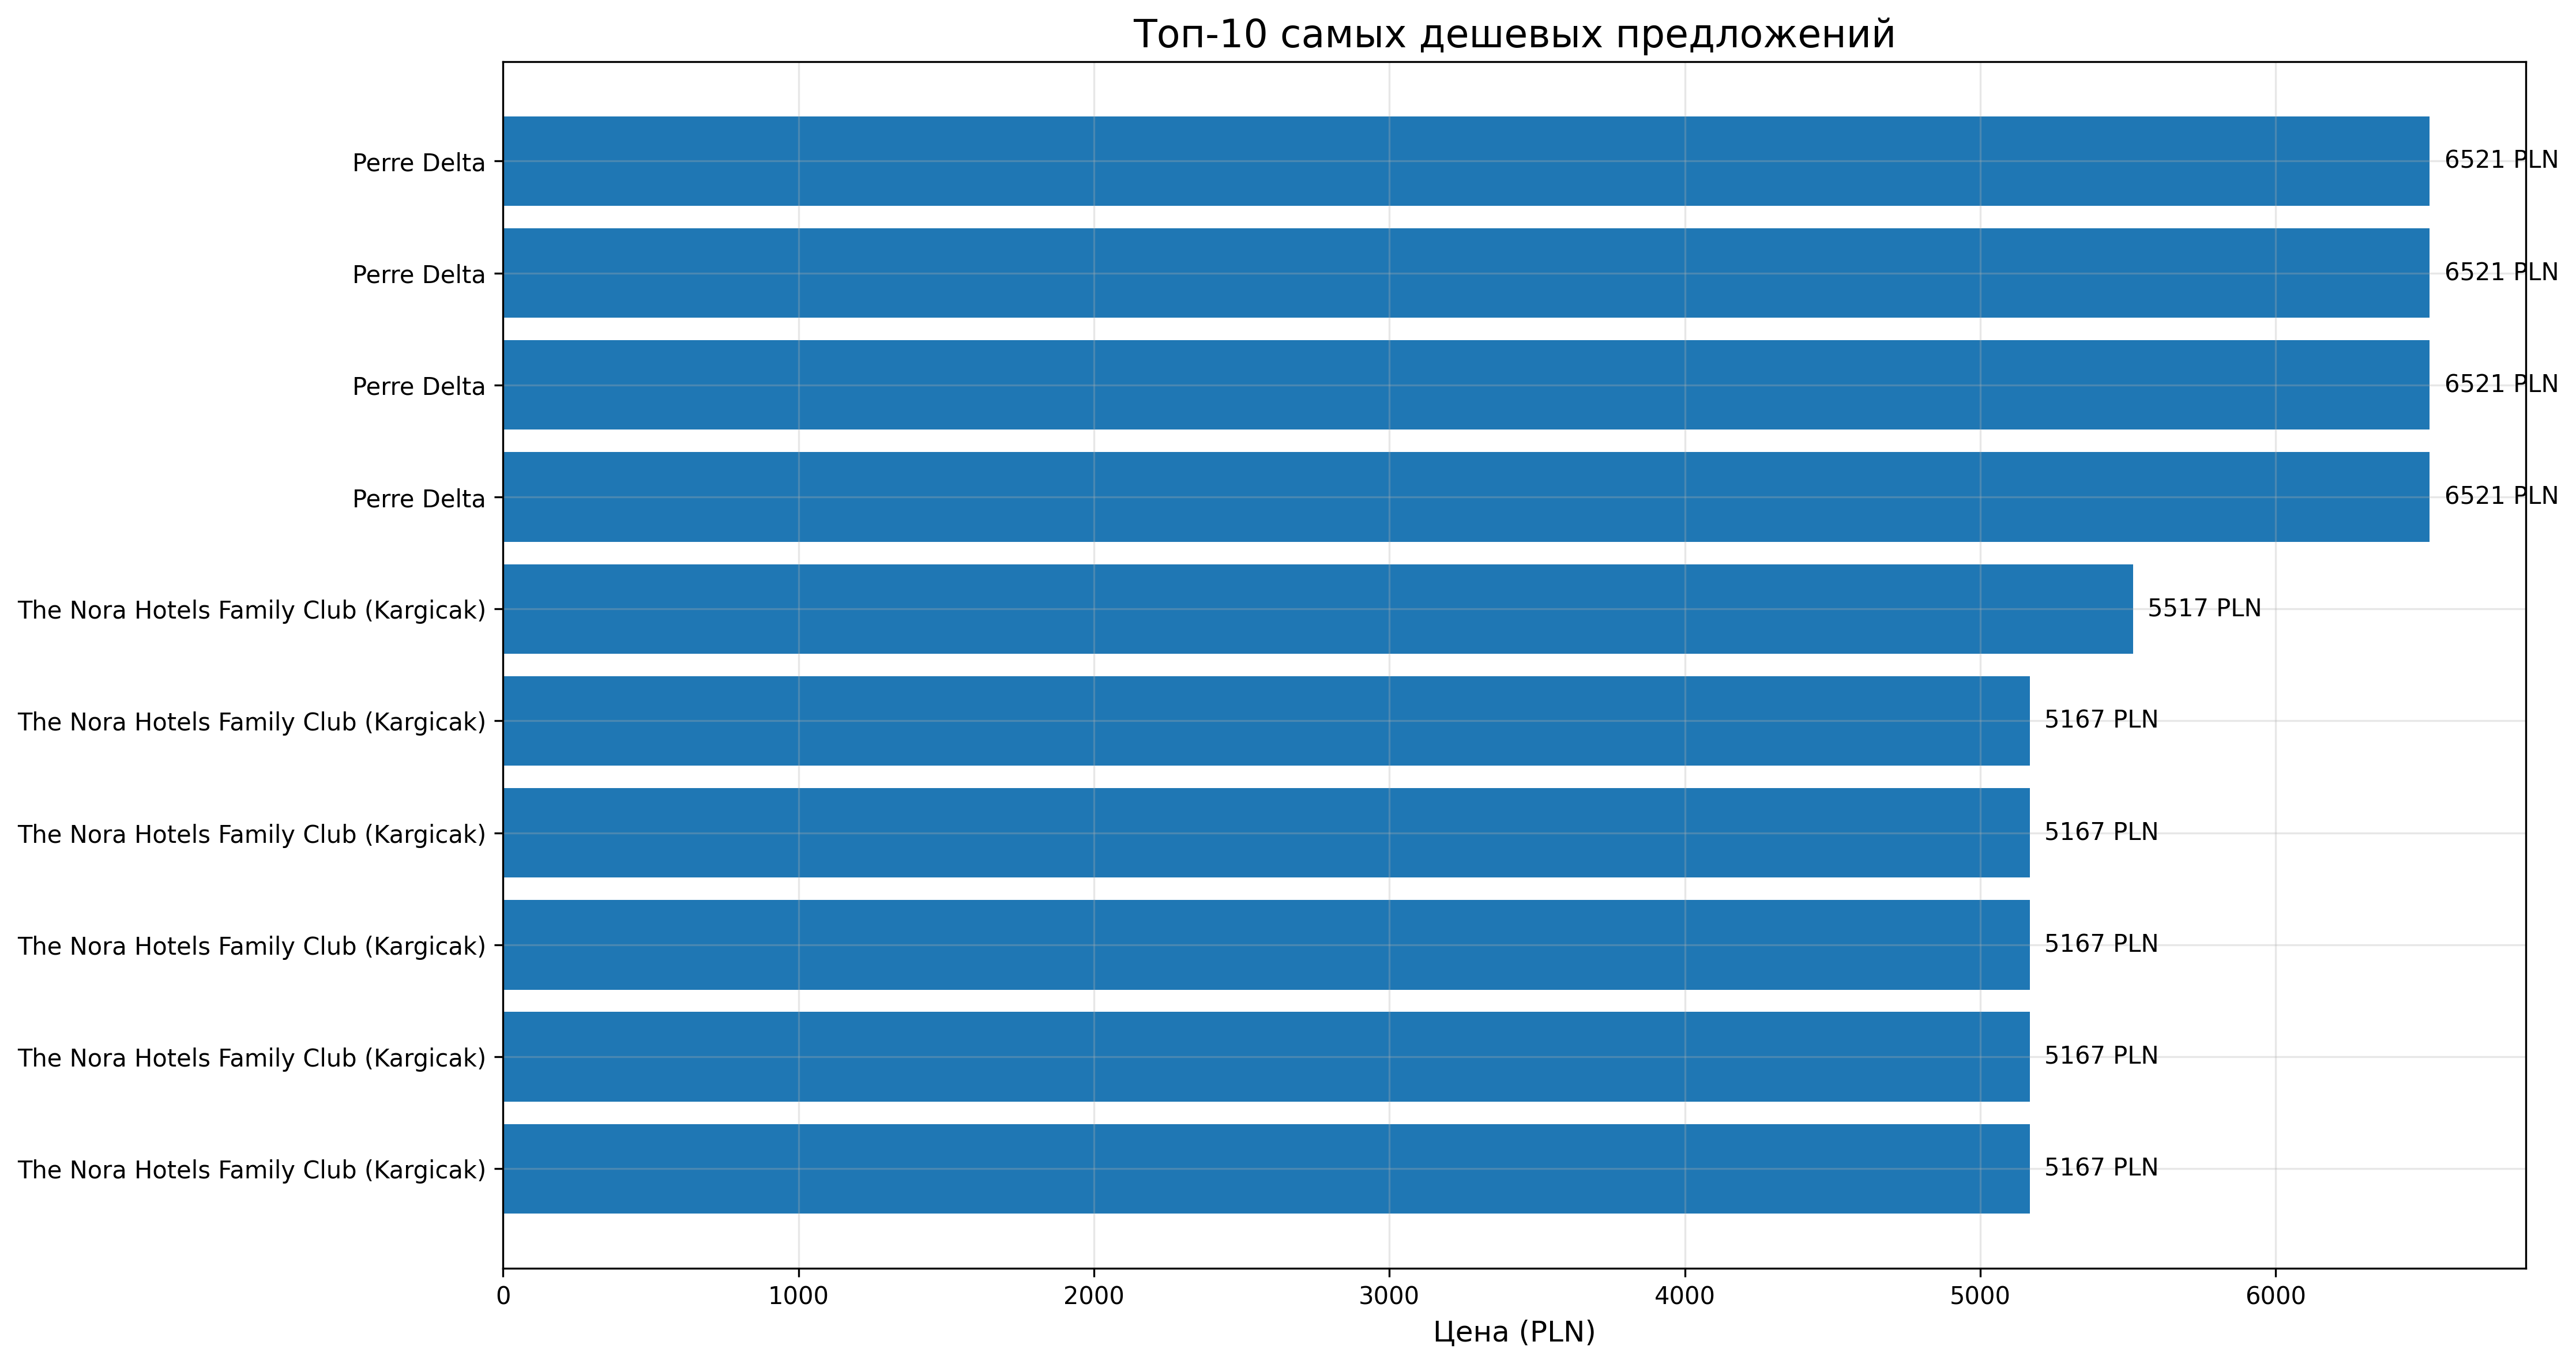 Топ-10 самых дешевых предложений
Perre Delta
6521 PLN
Perre Delta
6521 PLN
Perre Delta
6521 PLN
Perre Delta
6521 PLN
The Nora Hotels Family Club (Kargicak)
5517 PLN
The Nora Hotels Family Club (Kargicak)
5167 PLN
The Nora Hotels Family Club (Kargicak)
5167 PLN
The Nora Hotels Family Club (Kargicak)
5167 PLN
The Nora Hotels Family Club (Kargicak)
5167 PLN
The Nora Hotels Family Club (Kargicak)
5167 PLN
0 1000 2000 3000 4000 5000 6000
Цена (PLN)